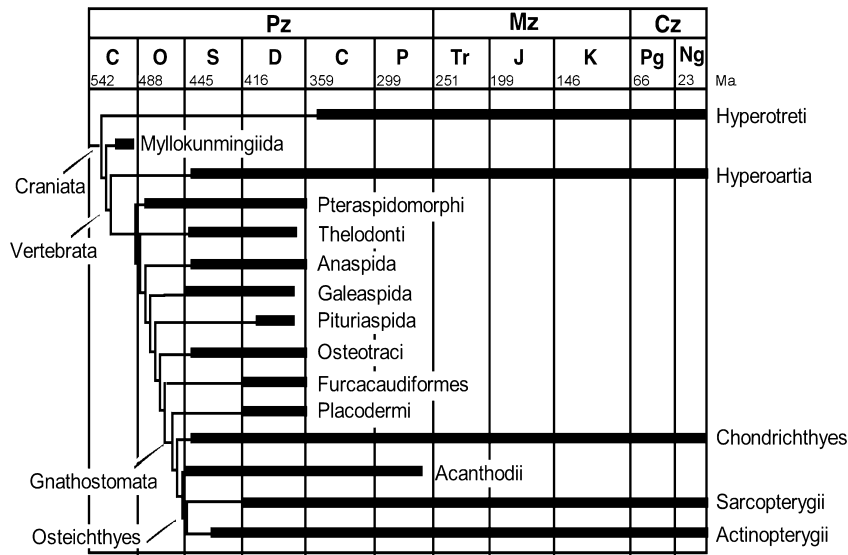 Pz Mz Cz
C O S D C P Tr J K Pg Ng
542 488 445 416 359 299 251 199 146 66 23 Ma
Hyperotreti
Myllokunmingiida
Craniata
Hyperoartia
Pteraspidomorphi
Thelodonti
Vertebrata
Anaspida
Galeaspida
Pituriaspida
Osteotraci
Furcacaudiformes
Placodermi
Chondrichthyes
Gnathostomata
Acanthodii
Sarcopterygii
Osteichthyes
Actinopterygii